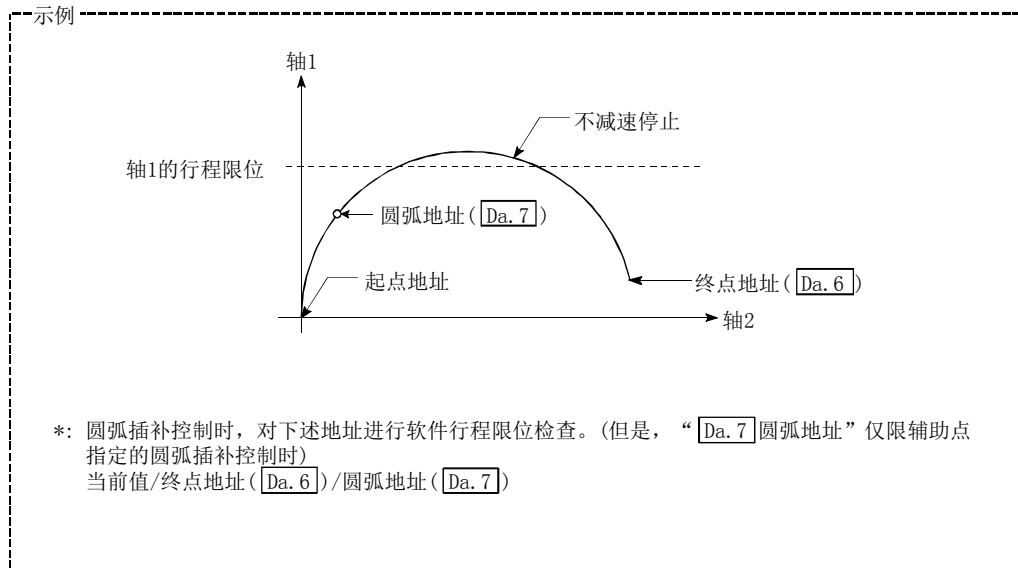 示例
轴1
不减速停止
轴1的行程限位
圆弧地址(Da.7)
起点地址
终点地址(Da.6)
轴2
*: 圆弧插补控制时，对下述地址进行软件行程限位检查。(但是，“Da.7圆弧地址”仅限辅助点
指定的圆弧插补控制时)
当前值/终点地址(Da.6)/圆弧地址(Da.7)